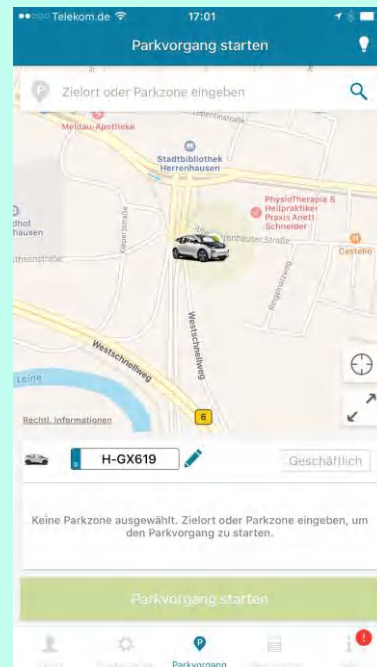 Telekom.de 17:01
Parkvorgang starten
Zielort oder Parkzone eingeben
Meldau-Apotheke
Stadtbibliothek
Herrenhausen
PhysioTherapie &
Heilpraktiker
Praxis Anett
Schneider
dhof
hausen
Castello
Westschnellweg
Westschnellweg
Leine
Rechtl. Informationen
6
H-GX619
Geschäftlich
Keine Parkzone ausgewählt. Zielort oder Parkzone eingeben, um
den Parkvorgang zu starten.
Parkvorgang starten
Parkvorgang